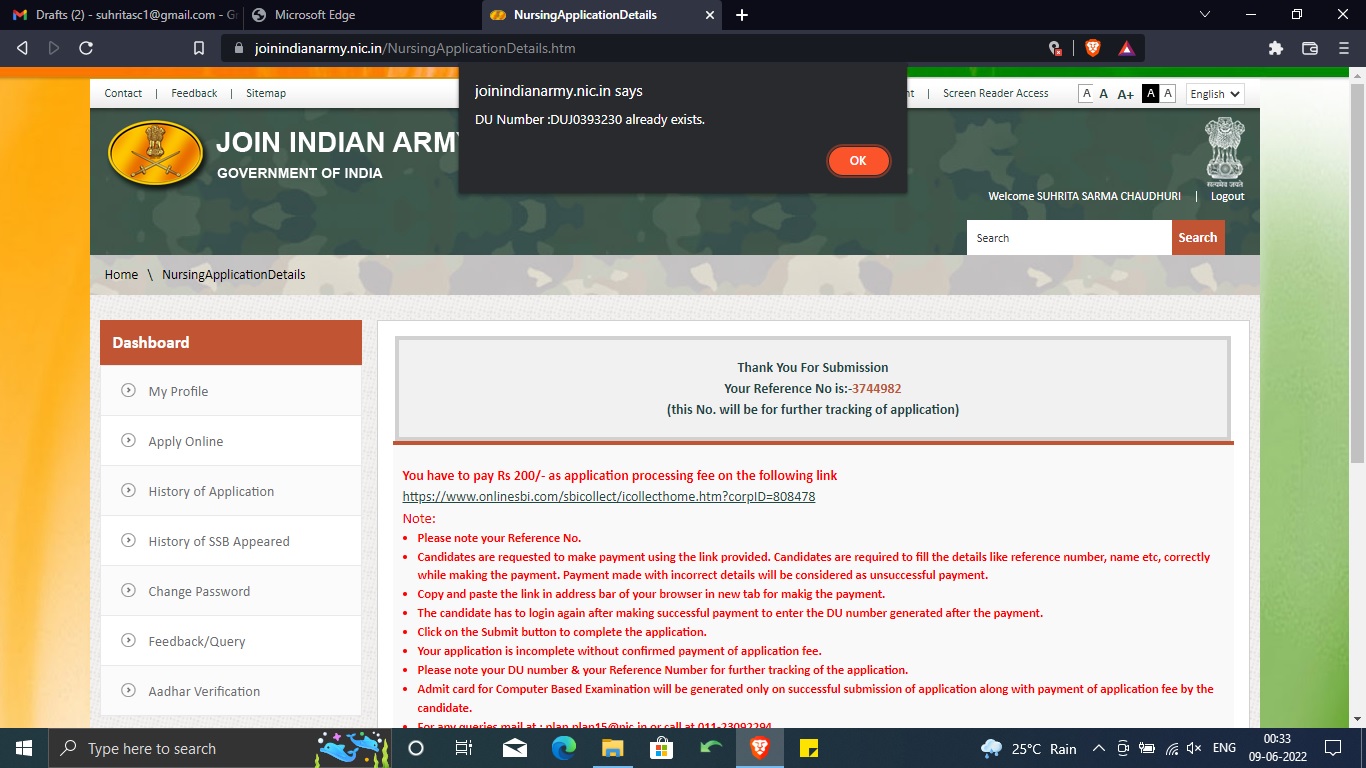 Drafts (2) - suhritasc1@gmail.com - G
Microsoft Edge
NursingApplicationDetails
joinindianarmy.nic.in/NursingApplicationDetails.htm
Contact | Feedback | Sitemap
| Screen Reader Access
A A A+ A A
English
joinindianarmy.nic.in says
DU Number :DUJ0393230 already exists.
OK
JOIN INDIAN ARMY
GOVERNMENT OF INDIA
सत्यमेव जयते
Welcome SUHRITA SARMA CHAUDHURI | Logout
Search
Search
Home \ NursingApplicationDetails
Dashboard
My Profile
Apply Online
History of Application
History of SSB Appeared
Change Password
Feedback/Query
Aadhar Verification
Thank You For Submission
Your Reference No is:-3744982
(this No. will be for further tracking of application)
You have to pay Rs 200/- as application processing fee on the following link
https://www.onlinesbi.com/sbicollect/icollecthome.htm?corpID=808478
Note:
• Please note your Reference No.
• Candidates are requested to make payment using the link provided. Candidates are required to fill the details like reference number, name etc, correctly
while making the payment. Payment made with incorrect details will be considered as unsuccessful payment.
• Copy and paste the link in address bar of your browser in new tab for makig the payment.
• The candidate has to login again after making successful payment to enter the DU number generated after the payment.
• Click on the Submit button to complete the application.
• Your application is incomplete without confirmed payment of application fee.
• Please note your DU number & your Reference Number for further tracking of the application.
• Admit card for Computer Based Examination will be generated only on successful submission of application along with payment of application fee by the
candidate.
• For any queries mail at : plan.plan15@nic.in or call at 011-23092294
Type here to search
25°C Rain
ENG
00:33
09-06-2022